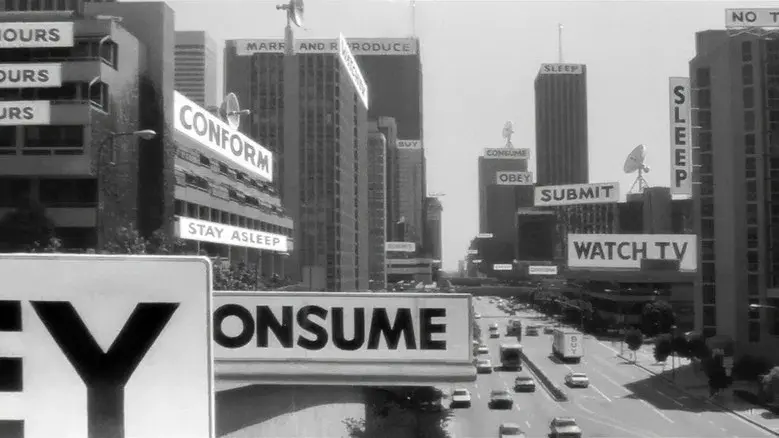 HOURS
OURS
OURS
CONFORM
STAY ASLEEP
MARRY AND REPRODUCE
BUY
SLEEP
CONSUME
OBEY
SUBMIT
WATCH TV
SLEEP
NO T
EY
ONSUME